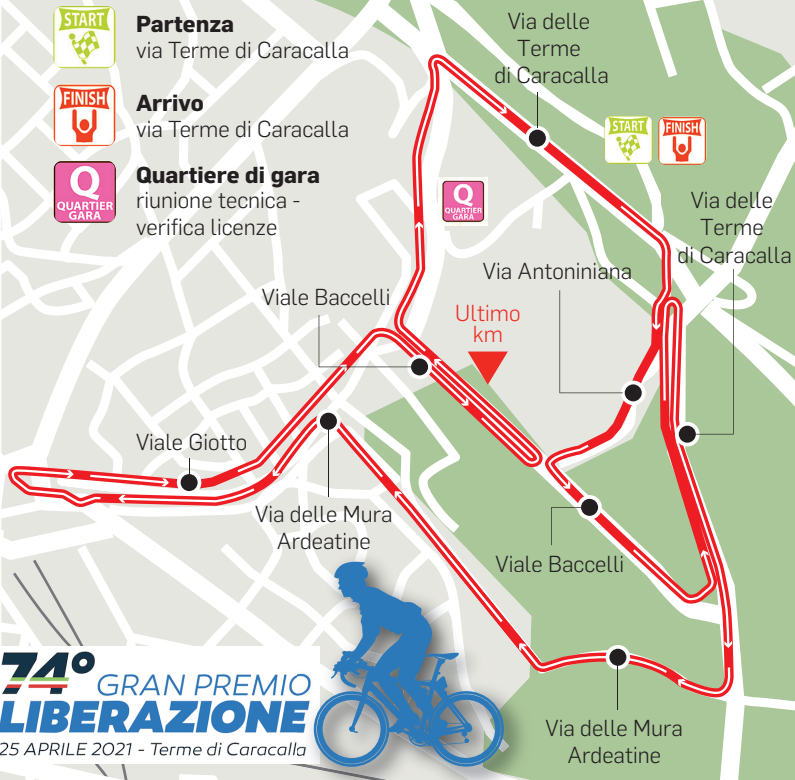 START
Partenza
via Terme di Caracalla
FINISH
Arrivo
via Terme di Caracalla
Q
QUARTIER
GARA
Quartiere di gara
riunione tecnica -
verifica licenze
Via delle
Terme
di Caracalla
START
FINISH
Q
QUARTIER
GARA
Via delle
Terme
di Caracalla
Via Antoniniana
Viale Baccelli
Ultimo
km
Viale Giotto
Via delle Mura
Ardeatine
Viale Baccelli
Via delle Mura
Ardeatine
74° GRAN PREMIO
LIBERAZIONE
25 APRILE 2021 - Terme di Caracalla